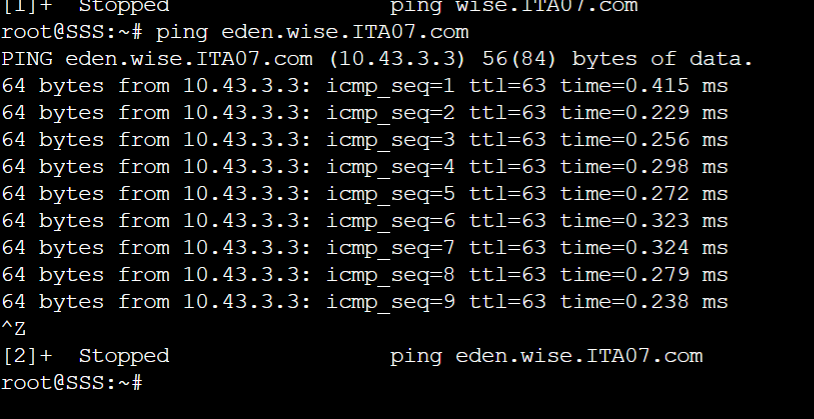 [1]+  Stopped                 ping wise.ITA07.com
root@SSS:~# ping eden.wise.ITA07.com
PING eden.wise.ITA07.com (10.43.3.3) 56(84) bytes of data.
64 bytes from 10.43.3.3: icmp_seq=1 ttl=63 time=0.415 ms
64 bytes from 10.43.3.3: icmp_seq=2 ttl=63 time=0.229 ms
64 bytes from 10.43.3.3: icmp_seq=3 ttl=63 time=0.256 ms
64 bytes from 10.43.3.3: icmp_seq=4 ttl=63 time=0.298 ms
64 bytes from 10.43.3.3: icmp_seq=5 ttl=63 time=0.272 ms
64 bytes from 10.43.3.3: icmp_seq=6 ttl=63 time=0.323 ms
64 bytes from 10.43.3.3: icmp_seq=7 ttl=63 time=0.324 ms
64 bytes from 10.43.3.3: icmp_seq=8 ttl=63 time=0.279 ms
64 bytes from 10.43.3.3: icmp_seq=9 ttl=63 time=0.238 ms
^Z
[2]+  Stopped                 ping eden.wise.ITA07.com
root@SSS:~#